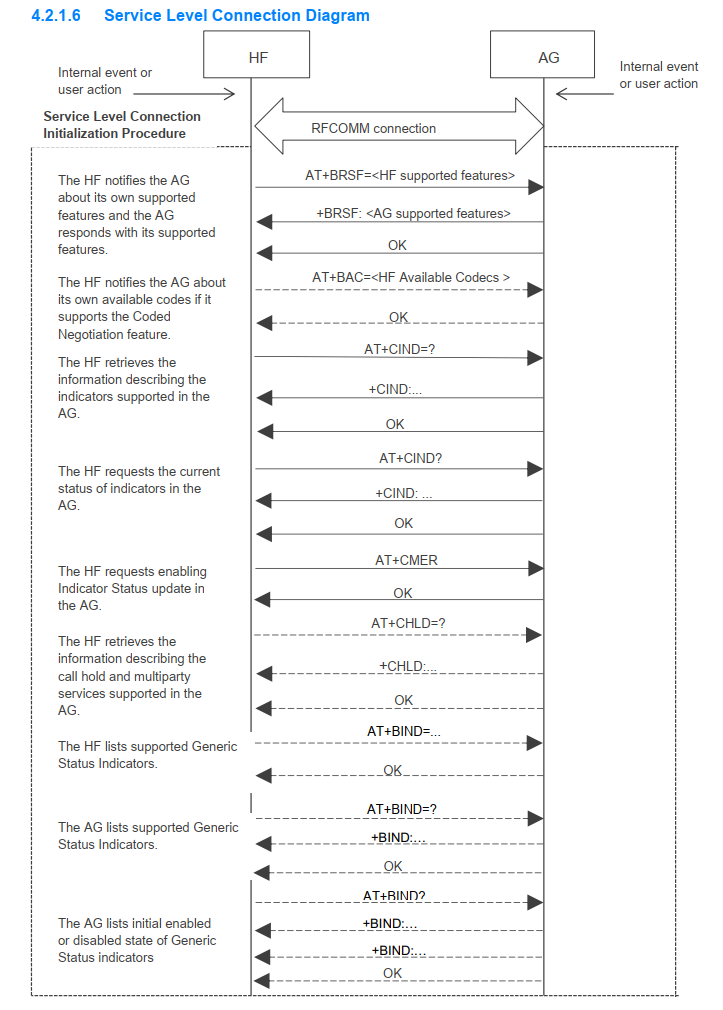 4.2.1.6 Service Level Connection Diagram
HF
AG
Internal event or
user action
Internal event
or user action
Service Level Connection
Initialization Procedure
RFCOMM connection
The HF notifies the AG
about its own supported
features and the AG
responds with its supported
features.
AT+BRSF=<HF supported features>
+BRSF: <AG supported features>
OK
The HF notifies the AG about
its own available codes if it
supports the Coded
Negotiation feature.
AT+BAC=<HF Available Codecs >
OK
The HF retrieves the
information describing the
indicators supported in the
AG.
AT+CIND=?
+CIND:...
OK
The HF requests the current
status of indicators in the
AG.
AT+CIND?
+CIND: ...
OK
The HF requests enabling
Indicator Status update in
the AG.
AT+CMER
OK
The HF retrieves the
information describing the
call hold and multiparty
services supported in the
AG.
AT+CHLD=?
+CHLD:...
OK
The HF lists supported Generic
Status Indicators.
AT+BIND=...
OK
The AG lists supported Generic
Status Indicators.
AT+BIND=?
+BIND:...
OK
The AG lists initial enabled
or disabled state of Generic
Status indicators
AT+BIND?
+BIND:...
+BIND:...
OK